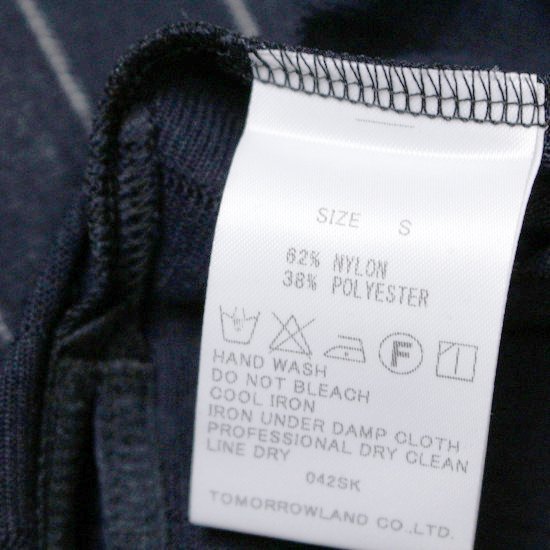 SIZE S
62% NYLON
38% POLYESTER
F
HAND WASH
DO NOT BLEACH
COOL IRON
IRON UNDER DAMP CLOTH
PROFESSIONAL DRY CLEAN
LINE DRY
042SK
TOMORROWLAND CO.,LTD.